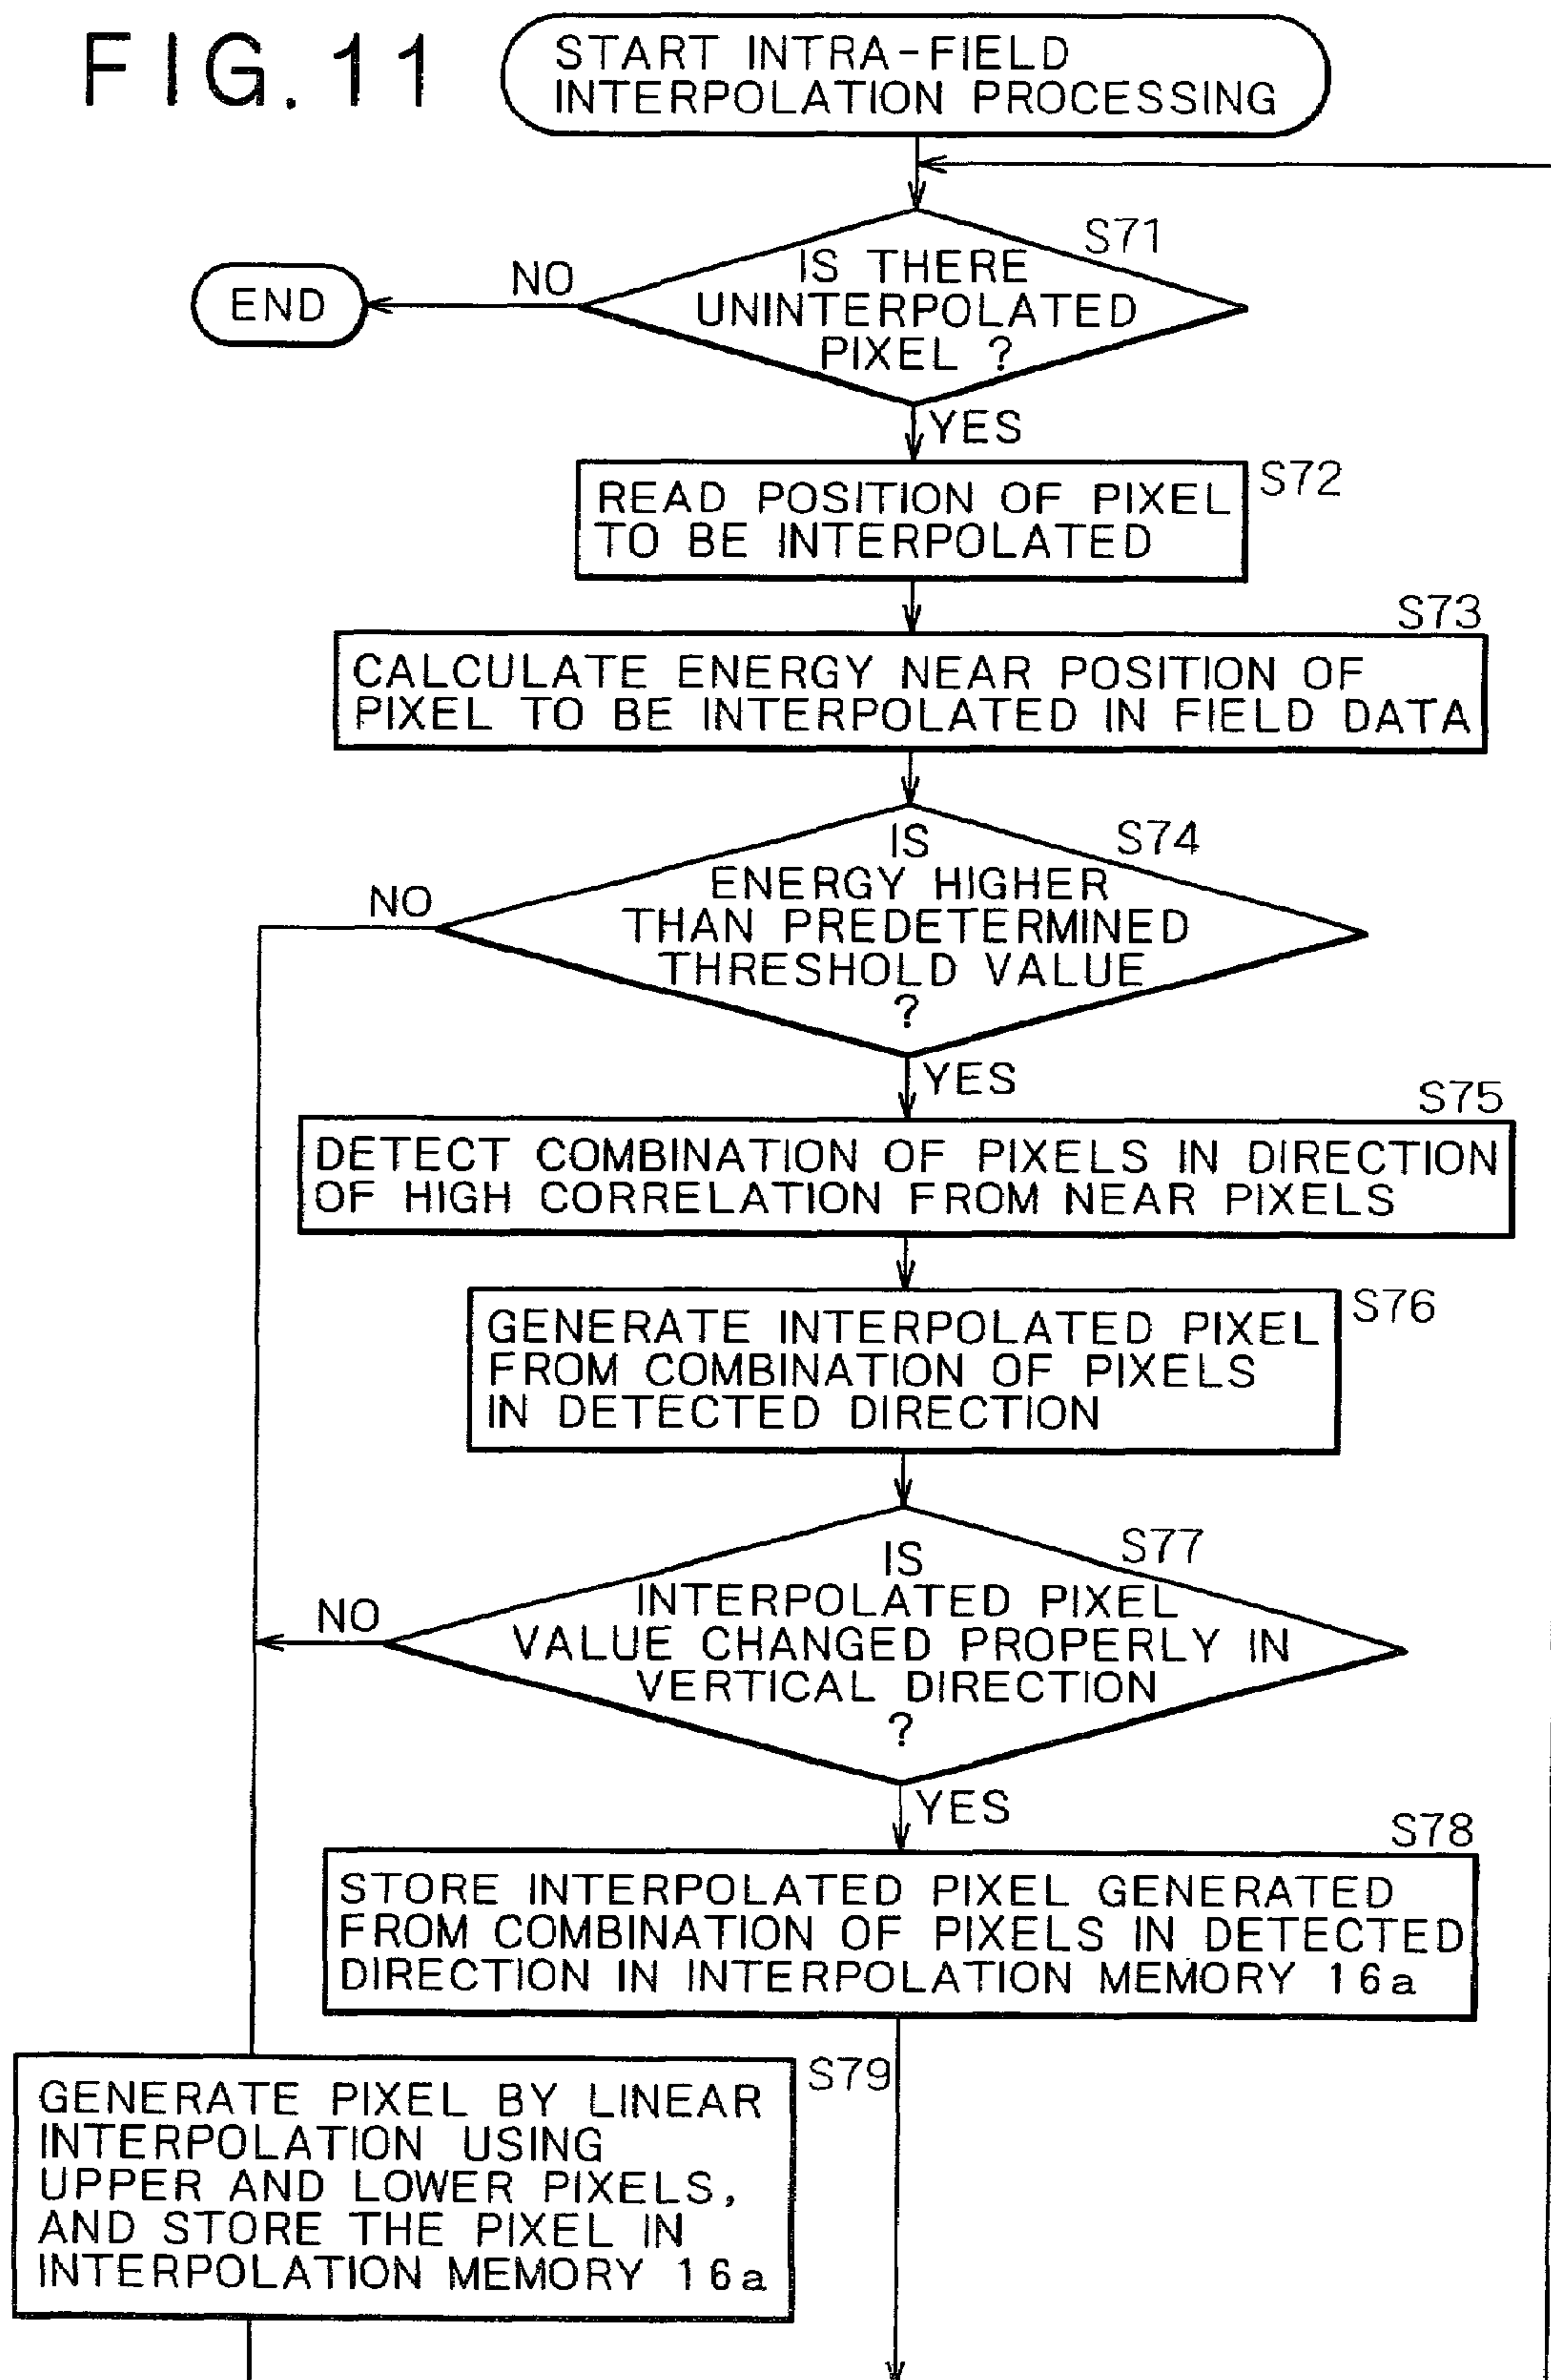 FIG. 11
START INTRA-FIELD
INTERPOLATION PROCESSING
S71
IS THERE
UNINTERPOLATED
PIXEL ?
NO
END
YES
S72
READ POSITION OF PIXEL
TO BE INTERPOLATED
S73
CALCULATE ENERGY NEAR POSITION OF
PIXEL TO BE INTERPOLATED IN FIELD DATA
S74
IS
ENERGY HIGHER
THAN PREDETERMINED
THRESHOLD VALUE
?
NO
YES
S75
DETECT COMBINATION OF PIXELS IN DIRECTION
OF HIGH CORRELATION FROM NEAR PIXELS
S76
GENERATE INTERPOLATED PIXEL
FROM COMBINATION OF PIXELS
IN DETECTED DIRECTION
S77
IS
INTERPOLATED PIXEL
VALUE CHANGED PROPERLY IN
VERTICAL DIRECTION
?
NO
YES
S78
STORE INTERPOLATED PIXEL GENERATED
FROM COMBINATION OF PIXELS IN DETECTED
DIRECTION IN INTERPOLATION MEMORY 16a
S79
GENERATE PIXEL BY LINEAR
INTERPOLATION USING
UPPER AND LOWER PIXELS,
AND STORE THE PIXEL IN
INTERPOLATION MEMORY 16a